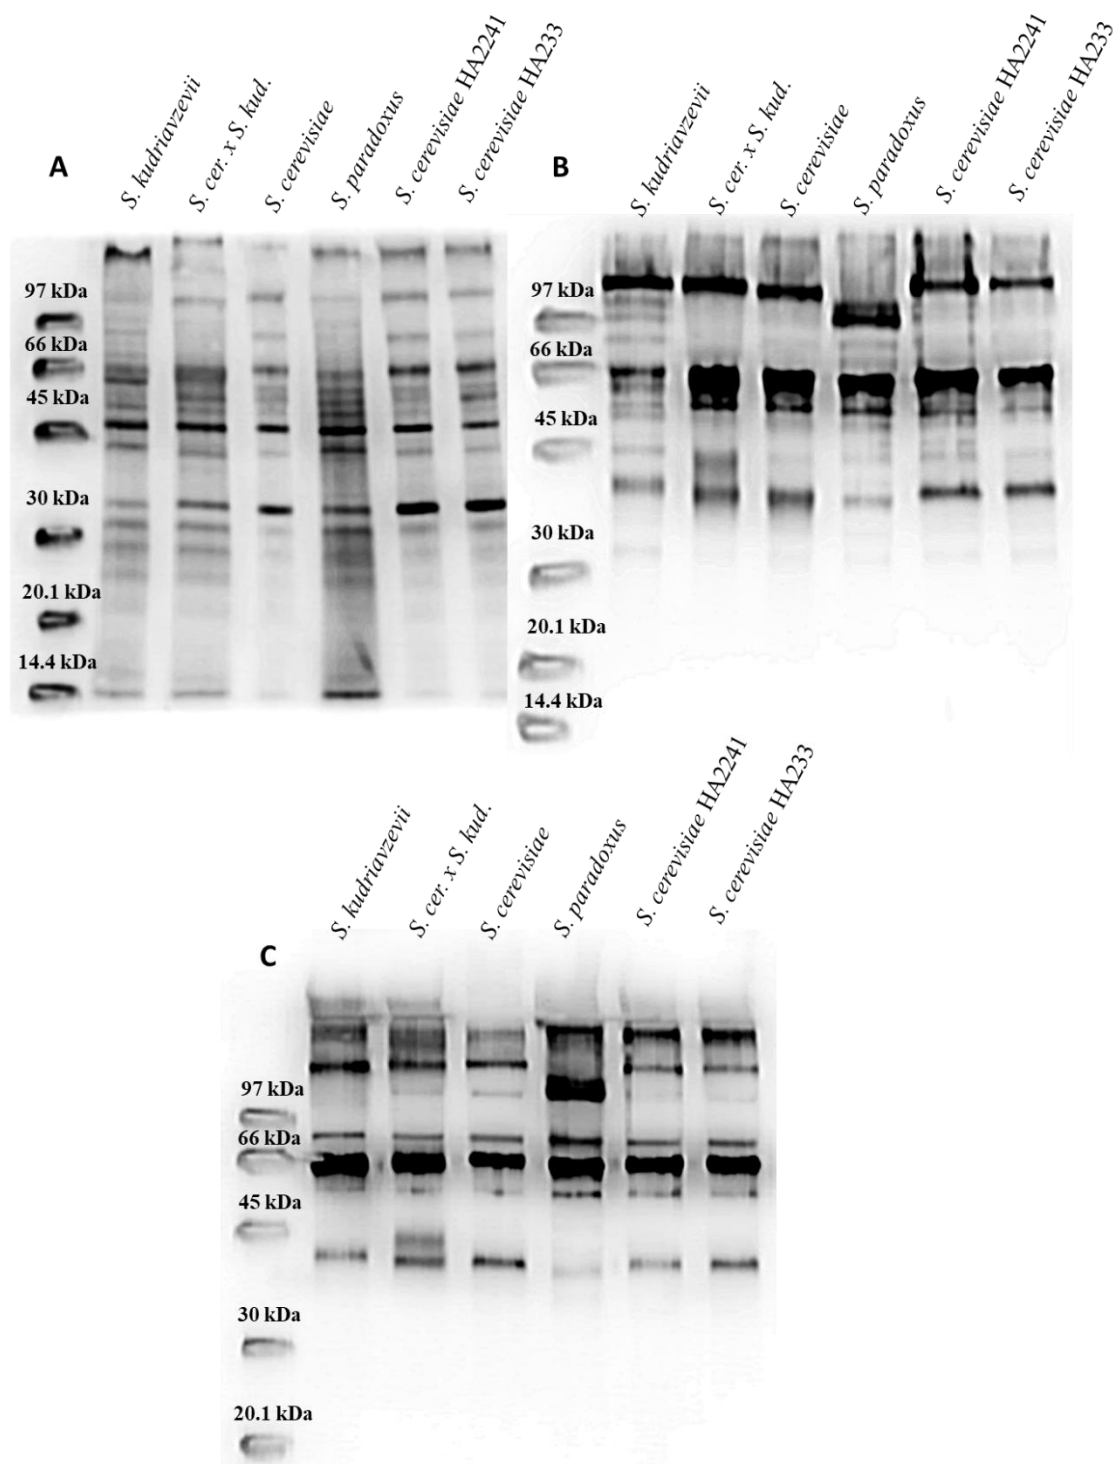 A
S. kudriavzevii
S. cer. x S. kud.
S. cerevisiae
S. paradoxus
S. cerevisiae HA2241
S. cerevisiae HA233
97 kDa
66 kDa
45 kDa
30 kDa
20.1 kDa
14.4 kDa
B
S. kudriavzevii
S. cer. x S. kud.
S. cerevisiae
S. paradoxus
S. cerevisiae HA2241
S. cerevisiae HA233
97 kDa
66 kDa
45 kDa
30 kDa
20.1 kDa
14.4 kDa
C
S. kudriavzevii
S. cer. x S. kud.
S. cerevisiae
S. paradoxus
S. cerevisiae HA2241
S. cerevisiae HA233
97 kDa
66 kDa
45 kDa
30 kDa
20.1 kDa